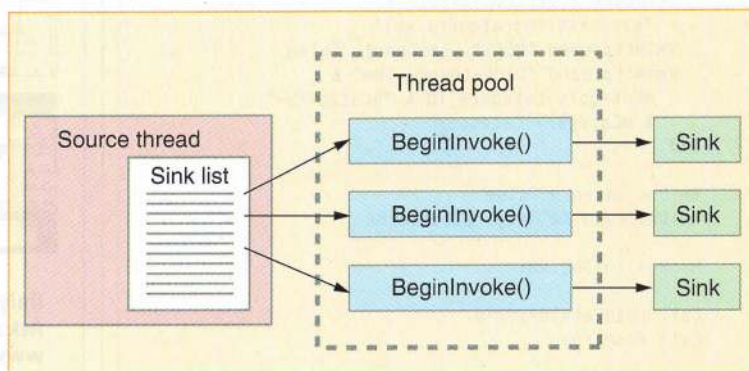 Thread pool
Source thread
Sink list
BeginInvoke()
Sink
BeginInvoke()
Sink
BeginInvoke()
Sink